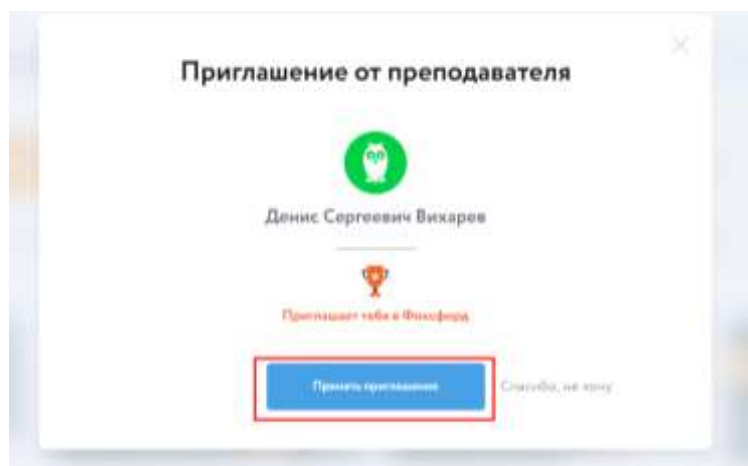 Приглашение от преподавателя
Денис Сергеевич Вихарев
Приглашает тебя в Фоксфорд
Принять приглашение
Спасибо, не хочу